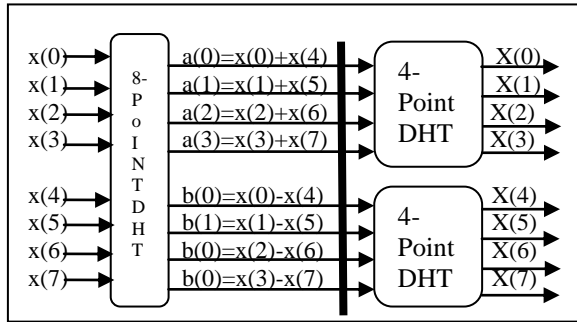 x(0)
x(1)
x(2)
x(3)
x(4)
x(5)
x(6)
x(7)
8-
P
o
I
N
T
D
H
T
a(0)=x(0)+x(4)
a(1)=x(1)+x(5)
a(2)=x(2)+x(6)
a(3)=x(3)+x(7)
b(0)=x(0)-x(4)
b(1)=x(1)-x(5)
b(0)=x(2)-x(6)
b(0)=x(3)-x(7)
4-
Point
DHT
4-
Point
DHT
X(0)
X(1)
X(2)
X(3)
X(4)
X(5)
X(6)
X(7)